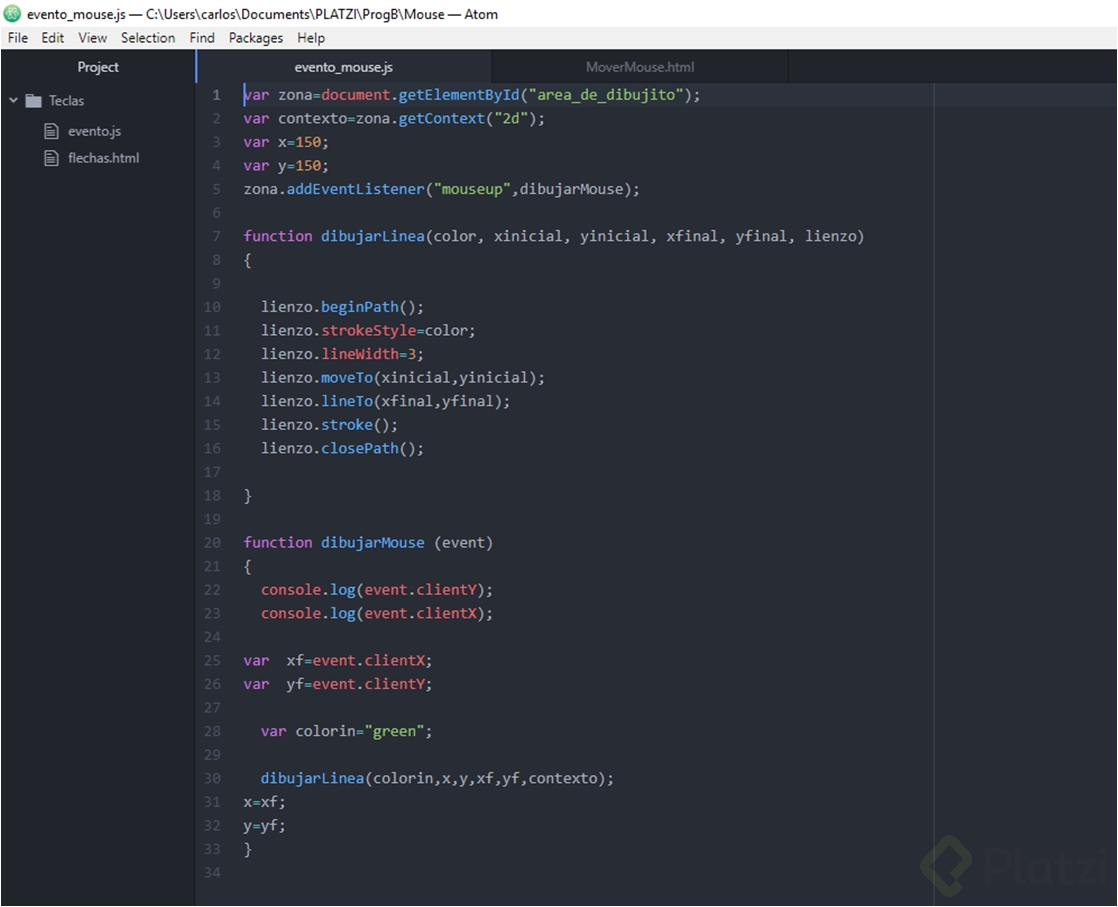 evento_mouse.js — C:\Users\carlos\Documents\PLATZI\ProgB\Mouse — Atom
File Edit View Selection Find Packages Help
Project
Teclas
evento.js
flechas.html
evento_mouse.js MoverMouse.html
1 var zona=document.getElementById("area_de_dibujito");
2 var contexto=zona.getContext("2d");
3 var x=150;
4 var y=150;
5 zona.addEventListener("mouseup",dibujarMouse);
6
7 function dibujarLinea(color, xinicial, yinicial, xfinal, yfinal, lienzo)
8 {
9
10   lienzo.beginPath();
11   lienzo.strokeStyle=color;
12   lienzo.lineWidth=3;
13   lienzo.moveTo(xinicial,yinicial);
14   lienzo.lineTo(xfinal,yfinal);
15   lienzo.stroke();
16   lienzo.closePath();
17
18 }
19
20 function dibujarMouse (event)
21 {
22   console.log(event.clientY);
23   console.log(event.clientX);
24
25 var  xf=event.clientX;
26 var  yf=event.clientY;
27
28   var colorin="green";
29
30   dibujarLinea(colorin,x,y,xf,yf,contexto);
31 x=xf;
32 y=yf;
33 }
34
Platzi